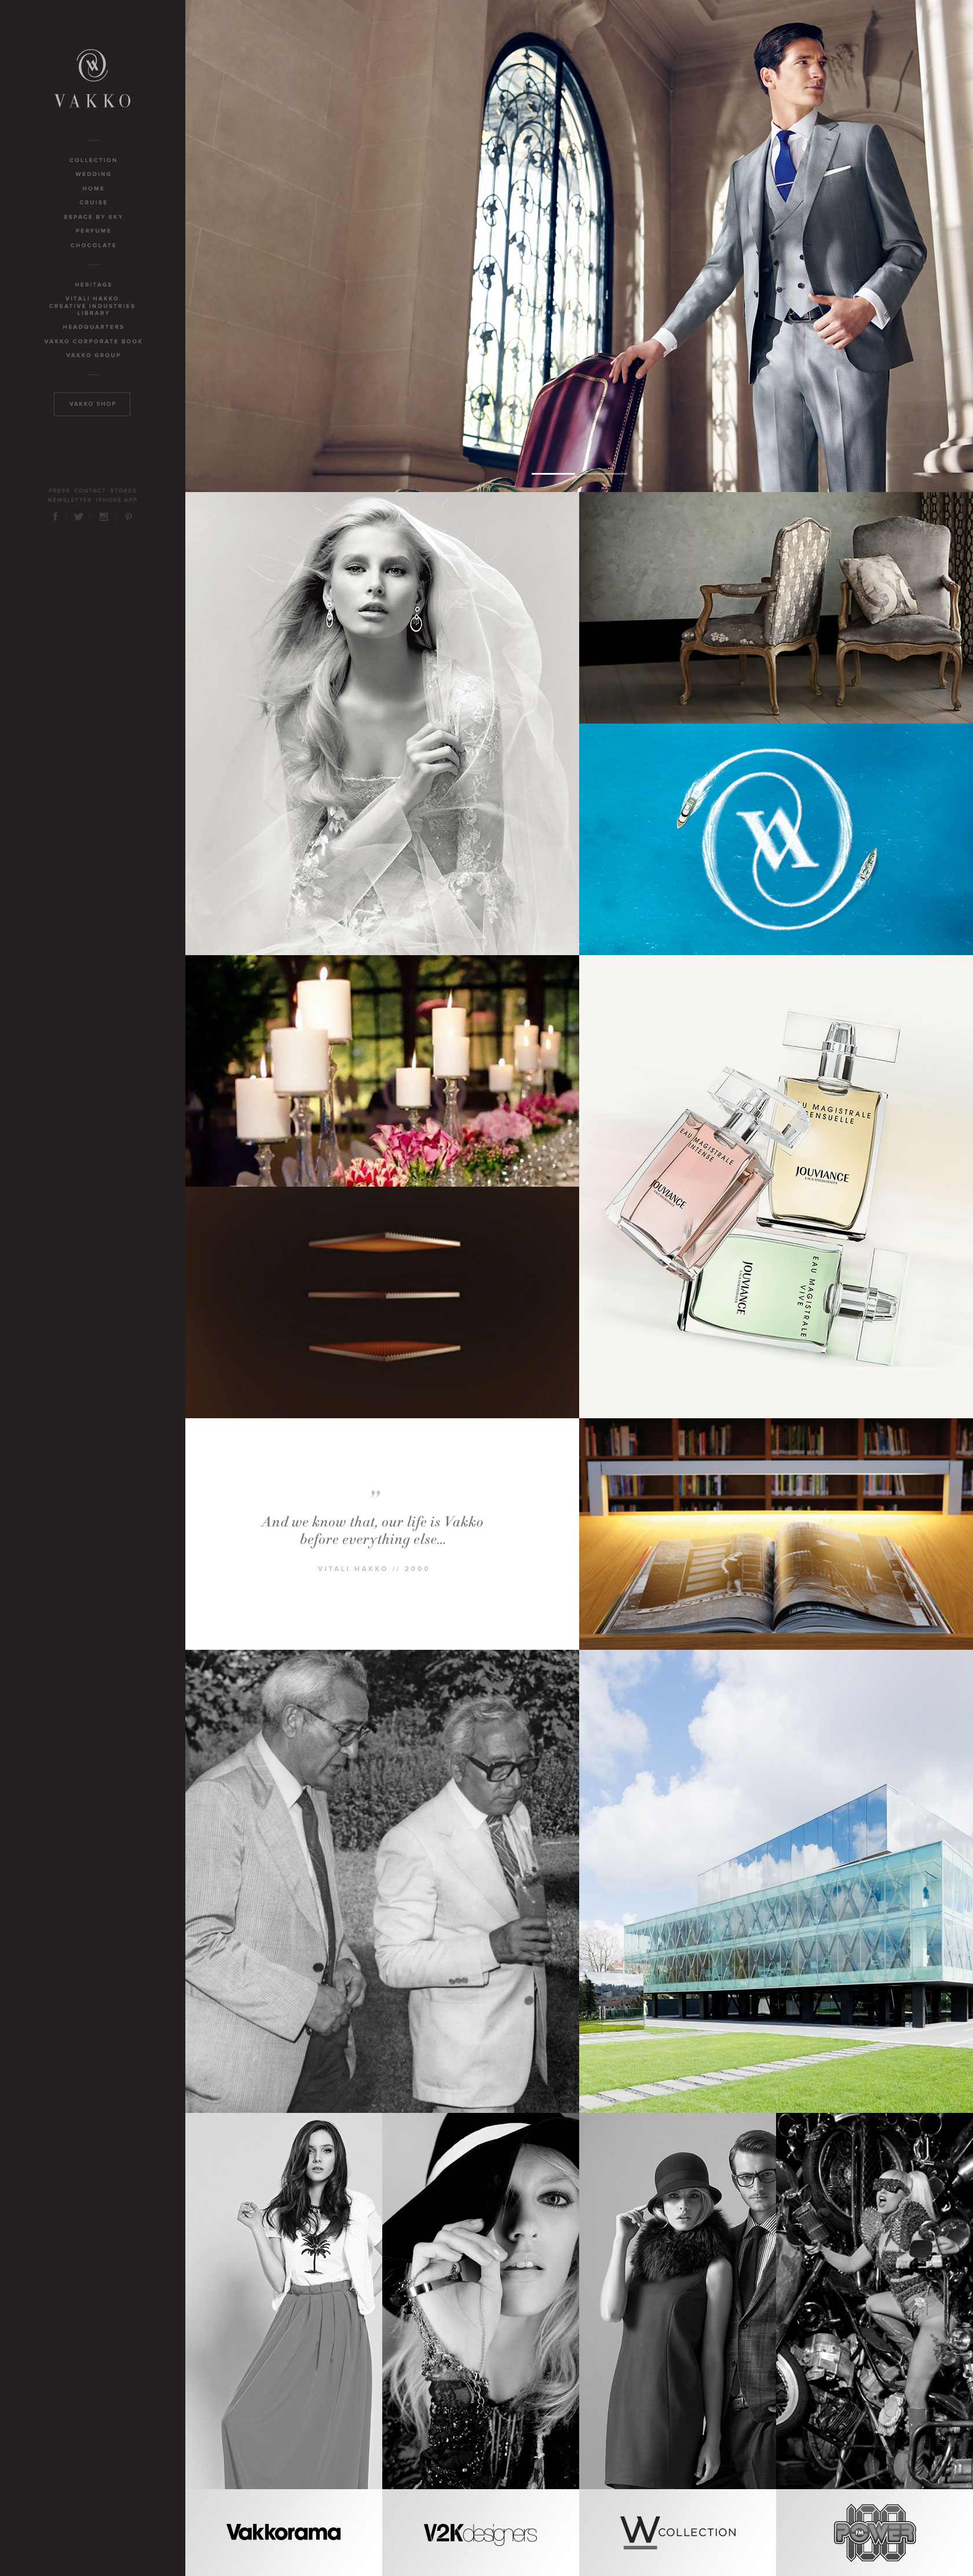 VAKKO
COLLECTION
WEDDING
HOME
CRUISE
ESPACE BY SKY
PERFUME
CHOCOLATE
HERITAGE
VITALI HAKKO
CREATIVE INDUSTRIES
LIBRARY
HEADQUARTERS
VAKKO CORPORATE BOOK
VAKKO GROUP
VAKKO SHOP
PRESS CONTACT STORES
NEWSLETTER IPHONE APP
EAU MAGISTRALE
SENSUELLE
JOUVIANCE
EAU MAGISTRALE
INTENSE
JOUVIANCE
EAU MAGISTRALE
VIVE
JOUVIANCE
”
And we know that, our life is Vakko
before everything else...
VITALI HAKKO // 2000
Vakkorama
V2Kdesigners
W COLLECTION
POWER FM 100